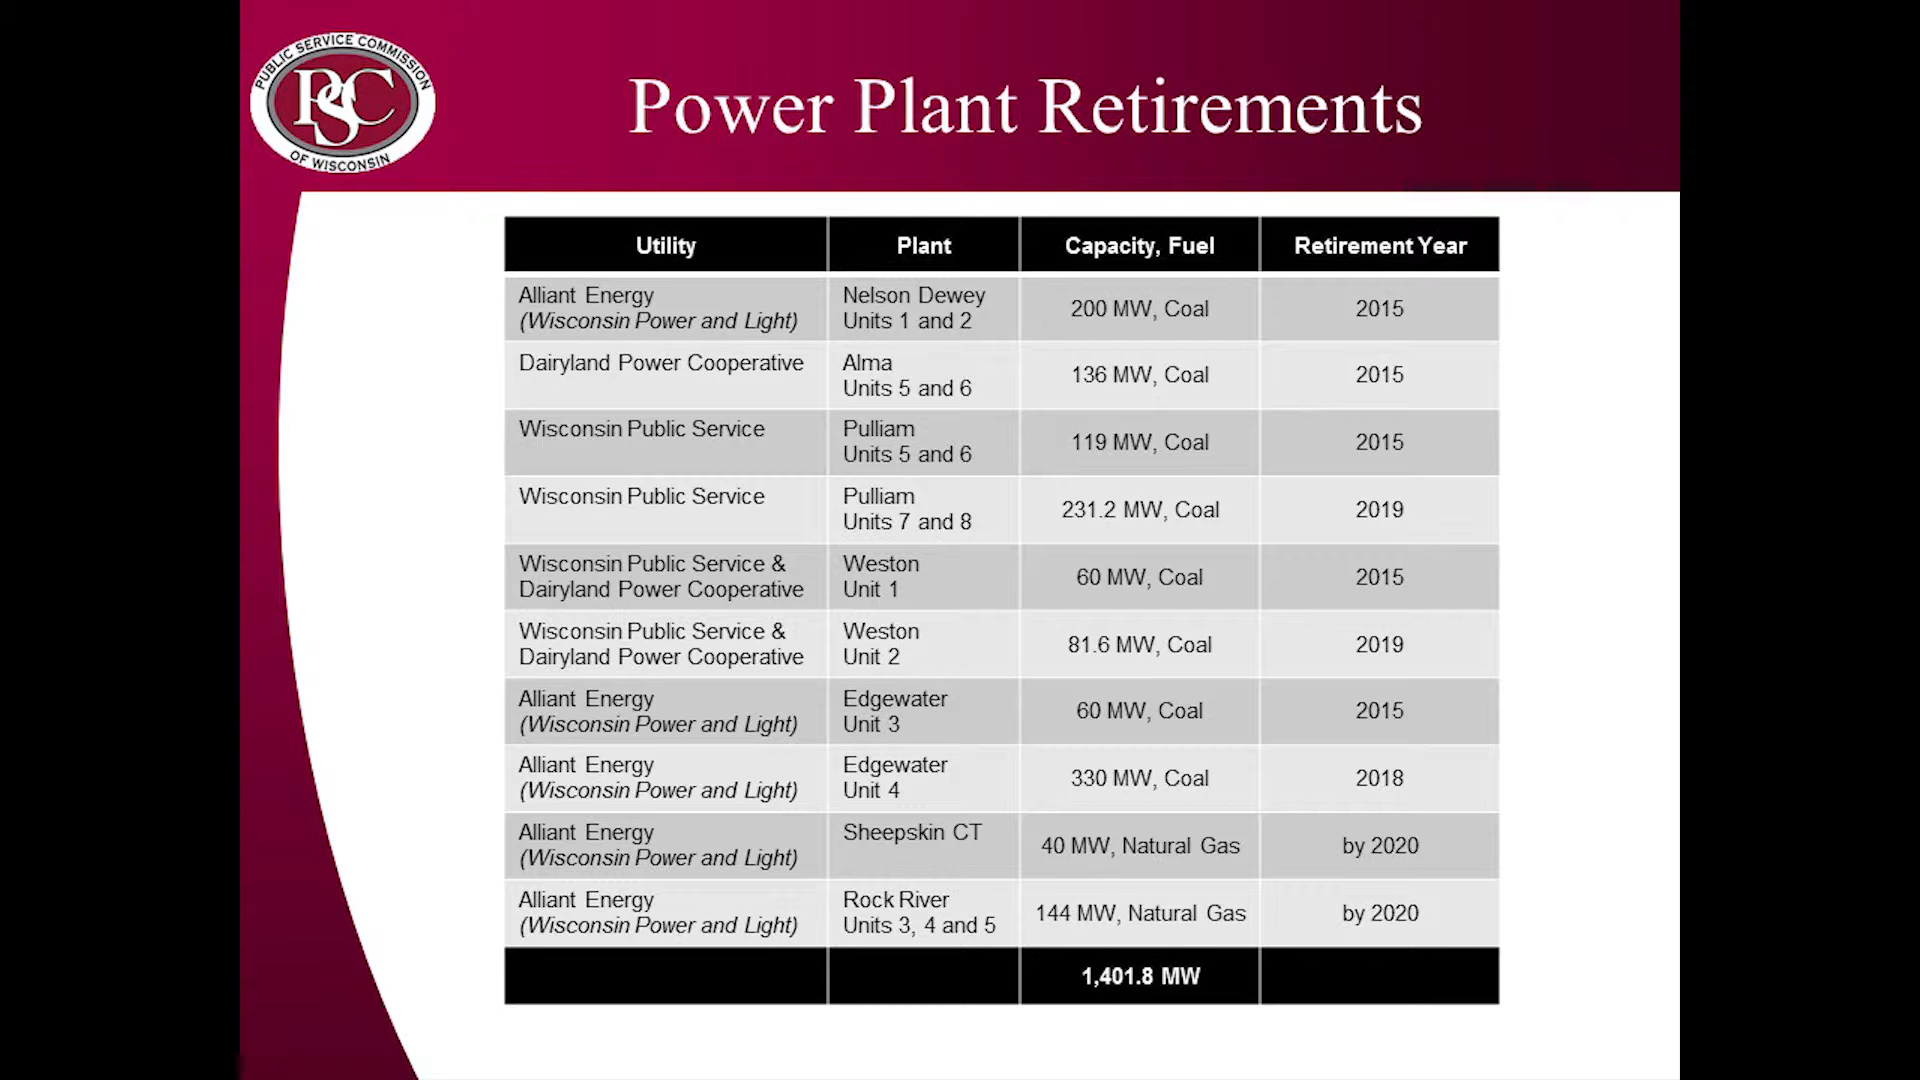 PUBLIC SERVICE COMMISSION
PSC
OF WISCONSIN
Power Plant Retirements
Utility Plant Capacity, Fuel Retirement Year
Alliant Energy
(Wisconsin Power and Light)
Nelson Dewey
Units 1 and 2
200 MW, Coal
2015
Dairyland Power Cooperative
Alma
Units 5 and 6
136 MW, Coal
2015
Wisconsin Public Service
Pulliam
Units 5 and 6
119 MW, Coal
2015
Wisconsin Public Service
Pulliam
Units 7 and 8
231.2 MW, Coal
2019
Wisconsin Public Service &
Dairyland Power Cooperative
Weston
Unit 1
60 MW, Coal
2015
Wisconsin Public Service &
Dairyland Power Cooperative
Weston
Unit 2
81.6 MW, Coal
2019
Alliant Energy
(Wisconsin Power and Light)
Edgewater
Unit 3
60 MW, Coal
2015
Alliant Energy
(Wisconsin Power and Light)
Edgewater
Unit 4
330 MW, Coal
2018
Alliant Energy
(Wisconsin Power and Light)
Sheepskin CT
40 MW, Natural Gas
by 2020
Alliant Energy
(Wisconsin Power and Light)
Rock River
Units 3, 4 and 5
144 MW, Natural Gas
by 2020
1,401.8 MW